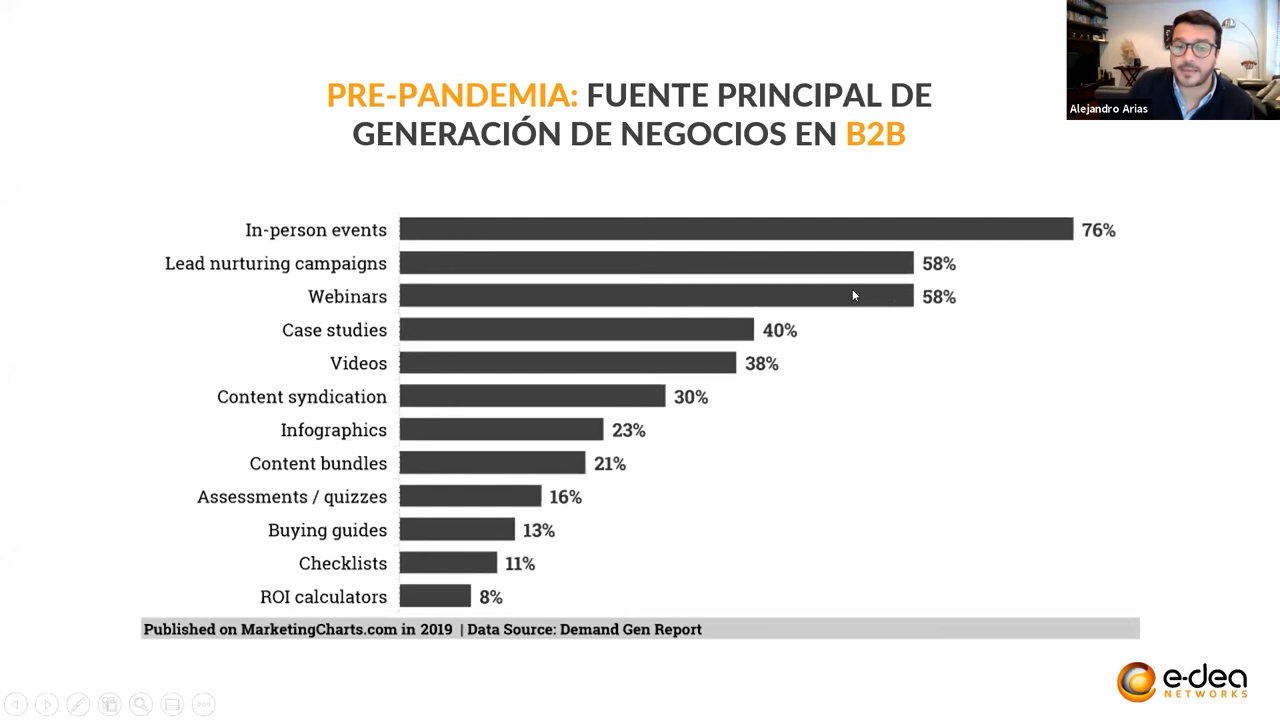 Alejandro Arias
PRE-PANDEMIA: FUENTE PRINCIPAL DE
GENERACIÓN DE NEGOCIOS EN B2B
In-person events 76%
Lead nurturing campaigns 58%
Webinars 58%
Case studies 40%
Videos 38%
Content syndication 30%
Infographics 23%
Content bundles 21%
Assessments / quizzes 16%
Buying guides 13%
Checklists 11%
ROI calculators 8%
Published on MarketingCharts.com in 2019 | Data Source: Demand Gen Report
e-dea
NETWORKS